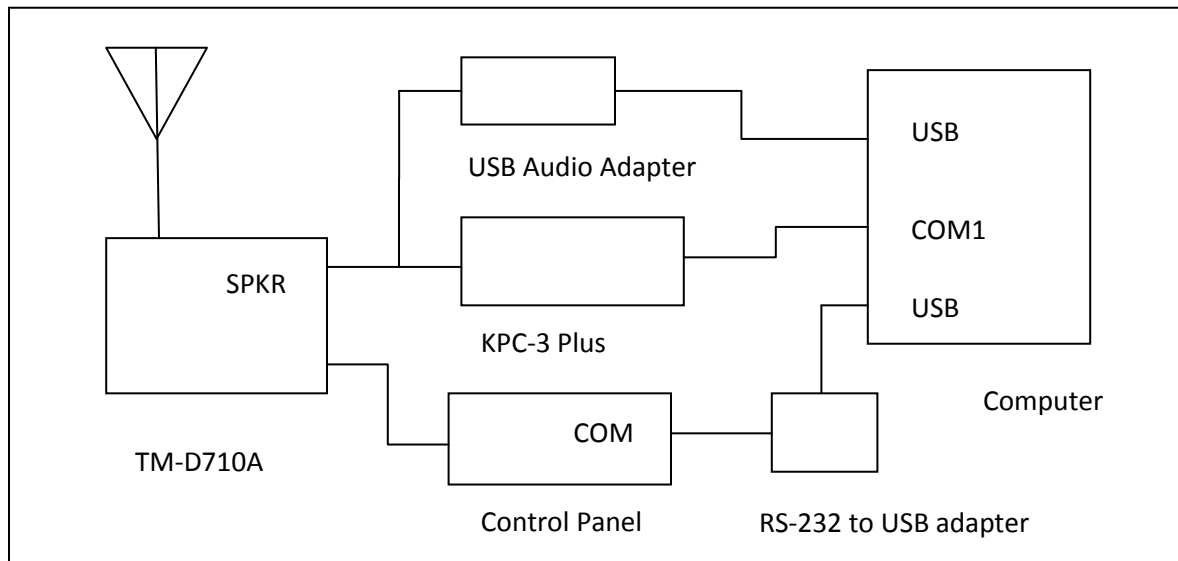 USB
USB Audio Adapter
COM1
SPKR
USB
KPC-3 Plus
Computer
COM
TM-D710A
Control Panel
RS-232 to USB adapter